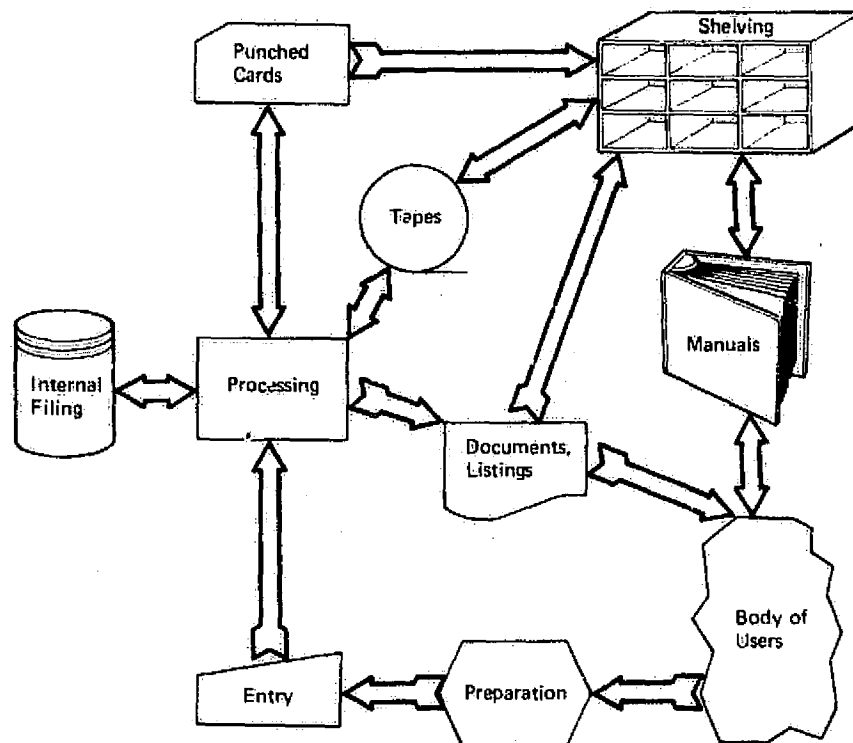 Shelving
Punched
Cards
Tapes
Manuals
Internal
Filing
Processing
Documents,
Listings
Body of
Users
Entry
Preparation